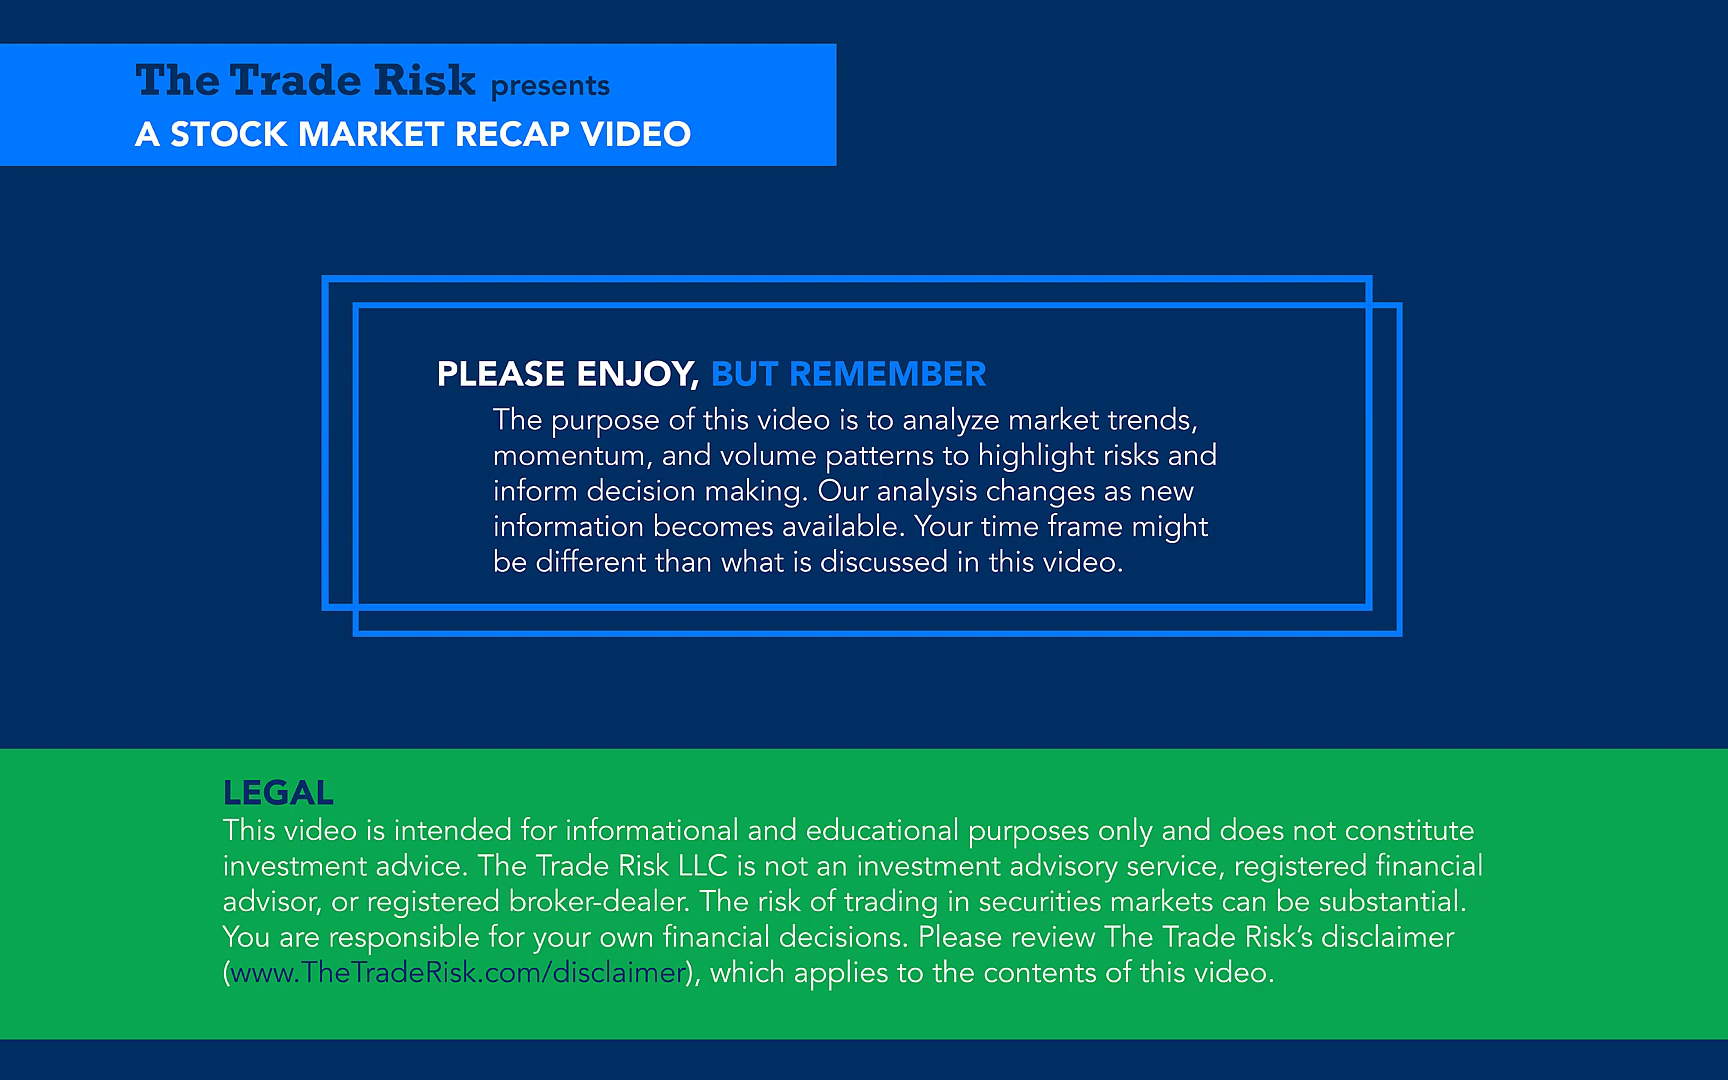 The Trade Risk presents
A STOCK MARKET RECAP VIDEO
PLEASE ENJOY, BUT REMEMBER
The purpose of this video is to analyze market trends,
momentum, and volume patterns to highlight risks and
inform decision making. Our analysis changes as new
information becomes available. Your time frame might
be different than what is discussed in this video.
LEGAL
This video is intended for informational and educational purposes only and does not constitute
investment advice. The Trade Risk LLC is not an investment advisory service, registered financial
advisor, or registered broker-dealer. The risk of trading in securities markets can be substantial.
You are responsible for your own financial decisions. Please review The Trade Risk’s disclaimer
(www.TheTradeRisk.com/disclaimer), which applies to the contents of this video.